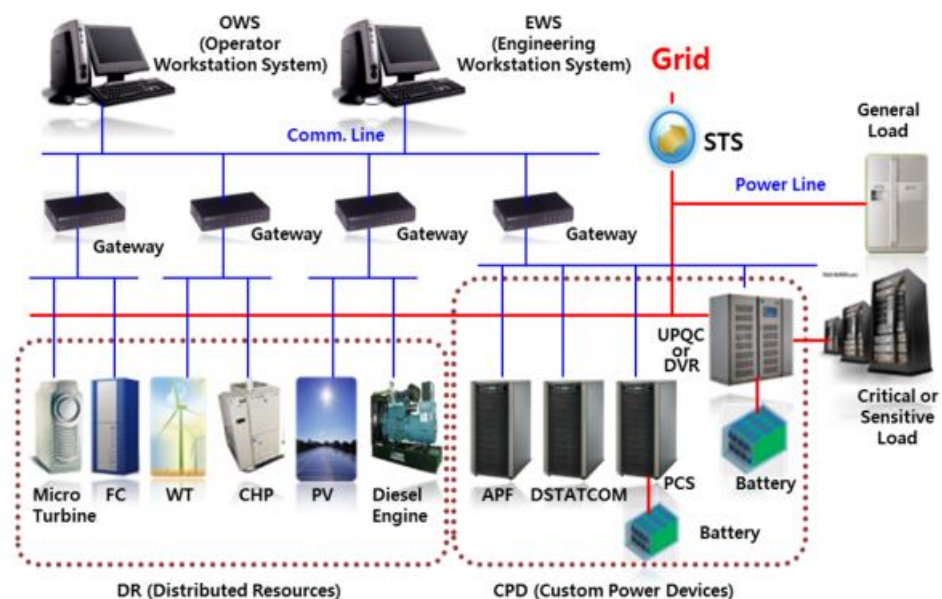 OWS
(Operator
Workstation System)
EWS
(Engineering
Workstation System)
Grid
STS
General
Load
Comm. Line
Power Line
Gateway
Gateway
Gateway
Gateway
UPQC
or
DVR
Critical or
Sensitive
Load
Micro
Turbine
FC
WT
CHP
PV
Diesel
Engine
APF
DSTATCOM
PCS
Battery
Battery
DR (Distributed Resources)
CPD (Custom Power Devices)